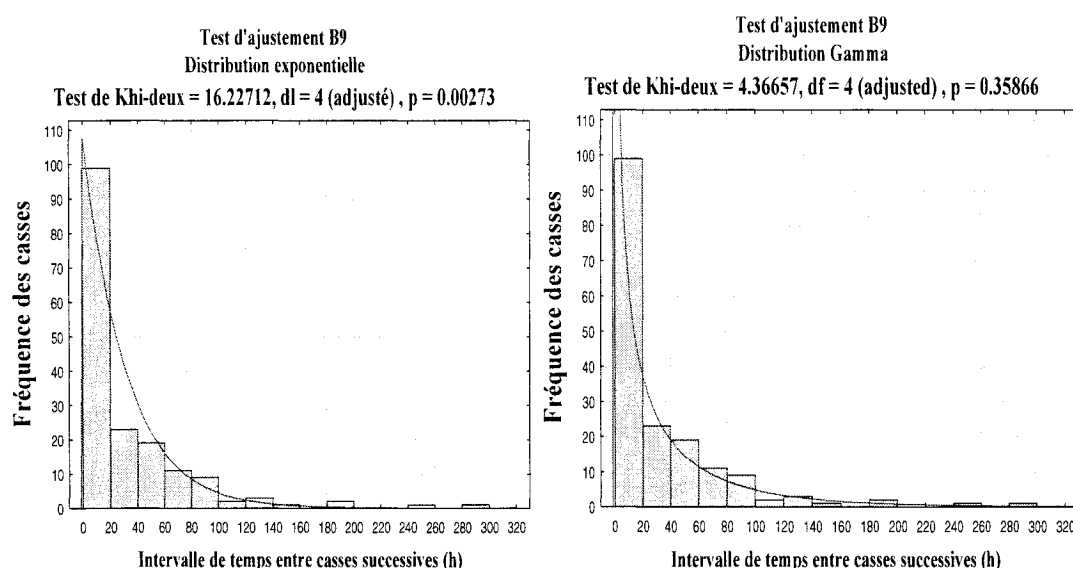 Test d'ajustement B9
Distribution exponentielle
Test de Khi-deux = 16.22712, dl = 4 (adjusté) , p = 0.00273
110
100
90
80
70
60
50
40
30
20
10
0
Fréquence des casses
0 20 40 60 80 100 120 140 160 180 200 220 240 260 280 300 320
Intervalle de temps entre casses successives (h)
Test d'ajustement B9
Distribution Gamma
Test de Khi-deux = 4.36657, df = 4 (adjusted) , p = 0.35866
110
100
90
80
70
60
50
40
30
20
10
0
Fréquence des casses
0 20 40 60 80 100 120 140 160 180 200 220 240 260 280 300 320
Intervalle de temps entre casses successives (h)